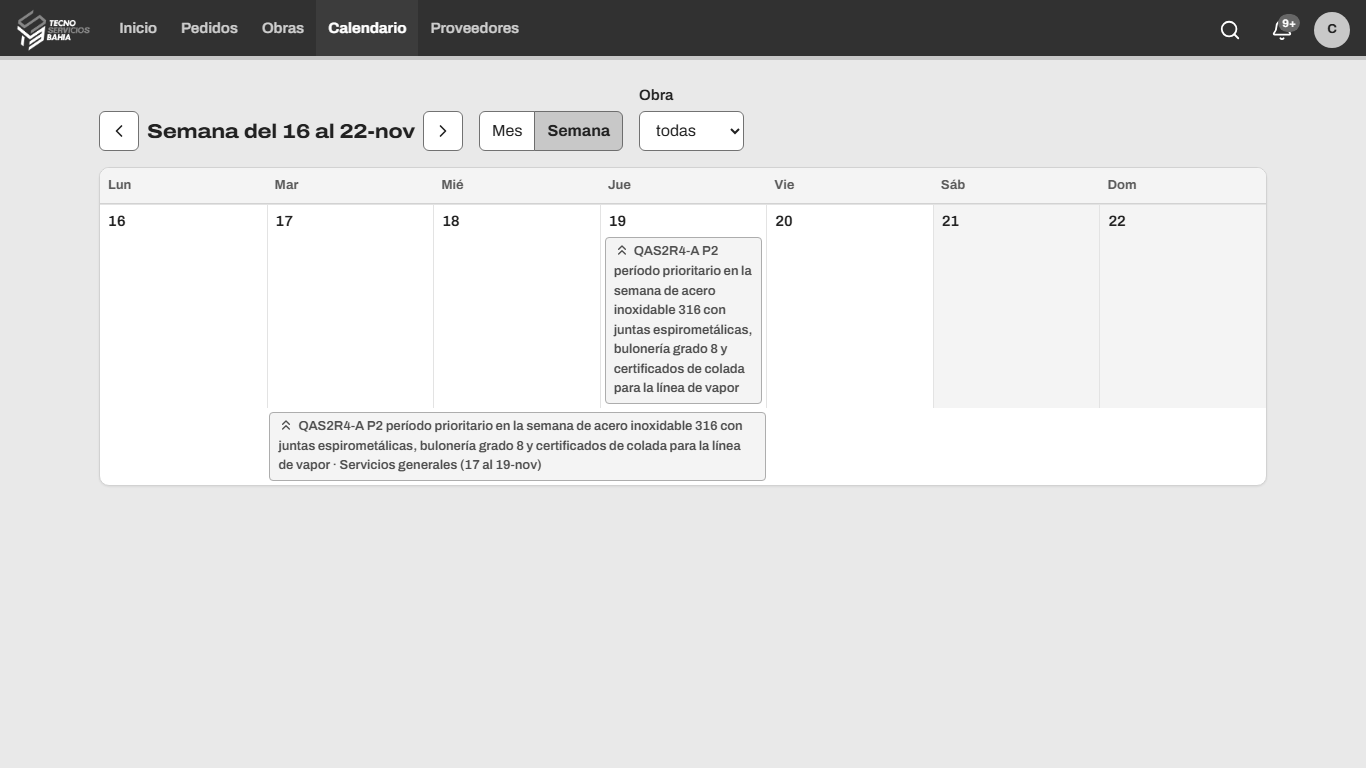 TECNO
SERVICIOS
BAHIA
Inicio
Pedidos
Obras
Calendario
Proveedores
9+
C
Obra
Semana del 16 al 22-nov
Mes
Semana
todas
Lun
Mar
Mié
Jue
Vie
Sáb
Dom
16
17
18
19
20
21
22
QAS2R4-A P2
período prioritario en la
semana de acero
inoxidable 316 con
juntas espirometálicas,
bulonería grado 8 y
certificados de colada
para la línea de vapor
QAS2R4-A P2 período prioritario en la semana de acero inoxidable 316 con
juntas espirometálicas, bulonería grado 8 y certificados de colada para la línea
de vapor · Servicios generales (17 al 19-nov)